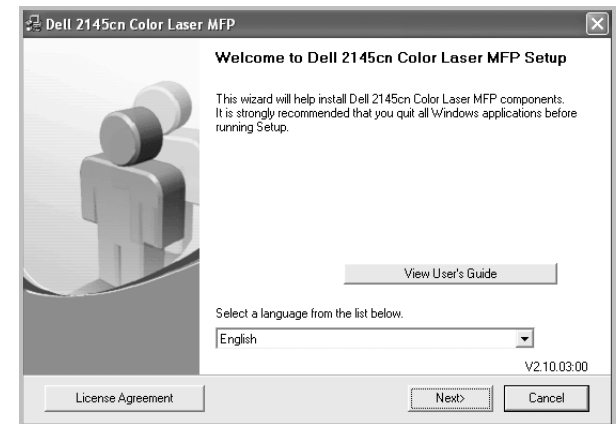 Dell 2145cn Color Laser MFP
Welcome to Dell 2145cn Color Laser MFP Setup
This wizard will help install Dell 2145cn Color Laser MFP components.
It is strongly recommended that you quit all Windows applications before
running Setup.
View User's Guide
Select a language from the list below.
English
V2.10.03:00
License Agreement
Next>
Cancel